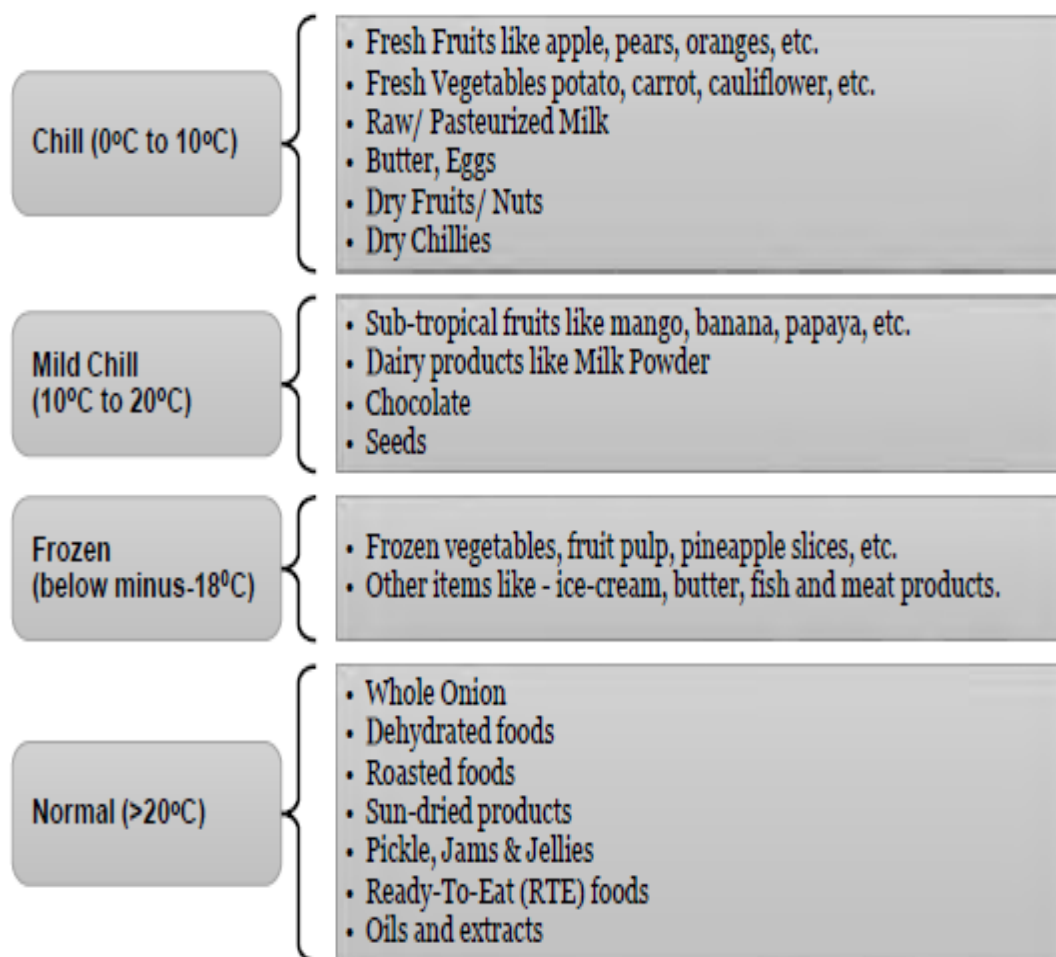 Chill (0ºC to 10ºC)
• Fresh Fruits like apple, pears, oranges, etc.
• Fresh Vegetables potato, carrot, cauliflower, etc.
• Raw/ Pasteurized Milk
• Butter, Eggs
• Dry Fruits/ Nuts
• Dry Chillies
Mild Chill
(10ºC to 20ºC)
• Sub-tropical fruits like mango, banana, papaya, etc.
• Dairy products like Milk Powder
• Chocolate
• Seeds
Frozen
(below minus-18⁰C)
• Frozen vegetables, fruit pulp, pineapple slices, etc.
• Other items like - ice-cream, butter, fish and meat products.
Normal (>20ºC)
• Whole Onion
• Dehydrated foods
• Roasted foods
• Sun-dried products
• Pickle, Jams & Jellies
• Ready-To-Eat (RTE) foods
• Oils and extracts